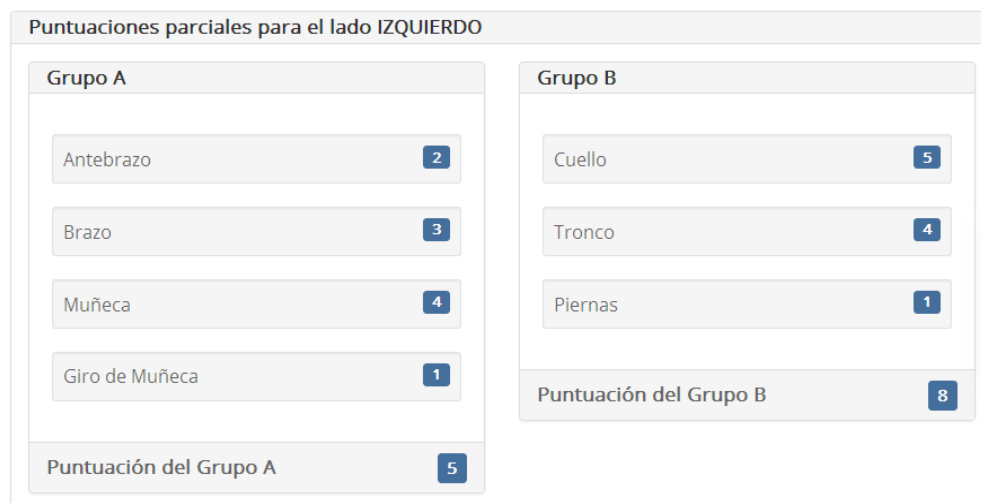 Puntuaciones parciales para el lado IZQUIERDO
Grupo A
Antebrazo 2
Brazo 3
Muñeca 4
Giro de Muñeca 1
Puntuación del Grupo A 5
Grupo B
Cuello 5
Tronco 4
Piernas 1
Puntuación del Grupo B 8